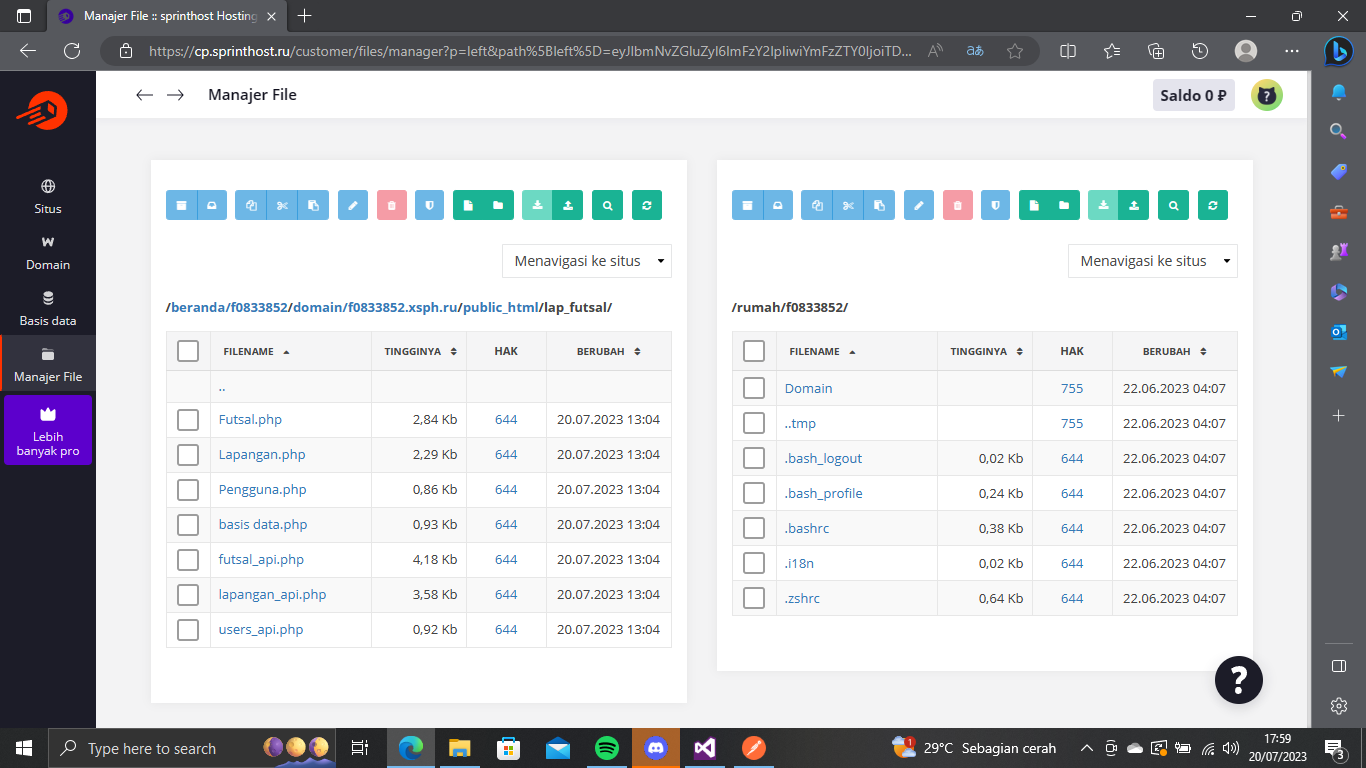 Manajer File :: sprinthost Hosting
https://cp.sprinthost.ru/customer/files/manager?p=left&path%5Bleft%5D=eyJlbmNvZGluZyI6ImFzY2lpIiwiYmFzZTY0IjoiTD...
Manajer File
Saldo 0 ₽
Situs
Domain
Basis data
Manajer File
Lebih
banyak pro
Menavigasi ke situs
/beranda/f0833852/domain/f0833852.xsph.ru/public_html/lap_futsal/
FILENAME TINGGINYA HAK BERUBAH
..
Futsal.php 2,84 Kb 644 20.07.2023 13:04
Lapangan.php 2,29 Kb 644 20.07.2023 13:04
Pengguna.php 0,86 Kb 644 20.07.2023 13:04
basis data.php 0,93 Kb 644 20.07.2023 13:04
futsal_api.php 4,18 Kb 644 20.07.2023 13:04
lapangan_api.php 3,58 Kb 644 20.07.2023 13:04
users_api.php 0,92 Kb 644 20.07.2023 13:04
Menavigasi ke situs
/rumah/f0833852/
FILENAME TINGGINYA HAK BERUBAH
Domain 755 22.06.2023 04:07
..tmp 755 22.06.2023 04:07
.bash_logout 0,02 Kb 644 22.06.2023 04:07
.bash_profile 0,24 Kb 644 22.06.2023 04:07
.bashrc 0,38 Kb 644 22.06.2023 04:07
.i18n 0,02 Kb 644 22.06.2023 04:07
.zshrc 0,64 Kb 644 22.06.2023 04:07
?
Type here to search
1
29°C Sebagian cerah
17:59
20/07/2023
3